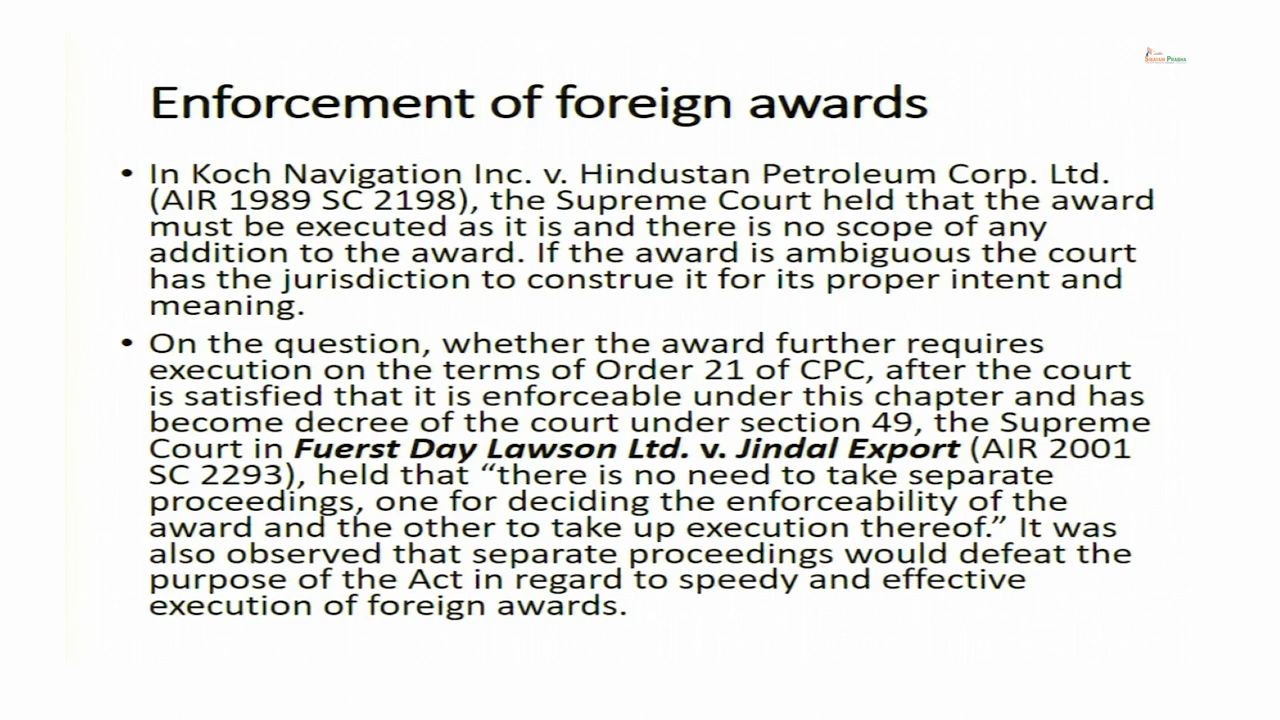 SWAYAM PRABHA
Enforcement of foreign awards
• In Koch Navigation Inc. v. Hindustan Petroleum Corp. Ltd.
(AIR 1989 SC 2198), the Supreme Court held that the award
must be executed as it is and there is no scope of any
addition to the award. If the award is ambiguous the court
has the jurisdiction to construe it for its proper intent and
meaning.
• On the question, whether the award further requires
execution on the terms of Order 21 of CPC, after the court
is satisfied that it is enforceable under this chapter and has
become decree of the court under section 49, the Supreme
Court in Fuerst Day Lawson Ltd. v. Jindal Export (AIR 2001
SC 2293), held that “there is no need to take separate
proceedings, one for deciding the enforceability of the
award and the other to take up execution thereof.” It was
also observed that separate proceedings would defeat the
purpose of the Act in regard to speedy and effective
execution of foreign awards.